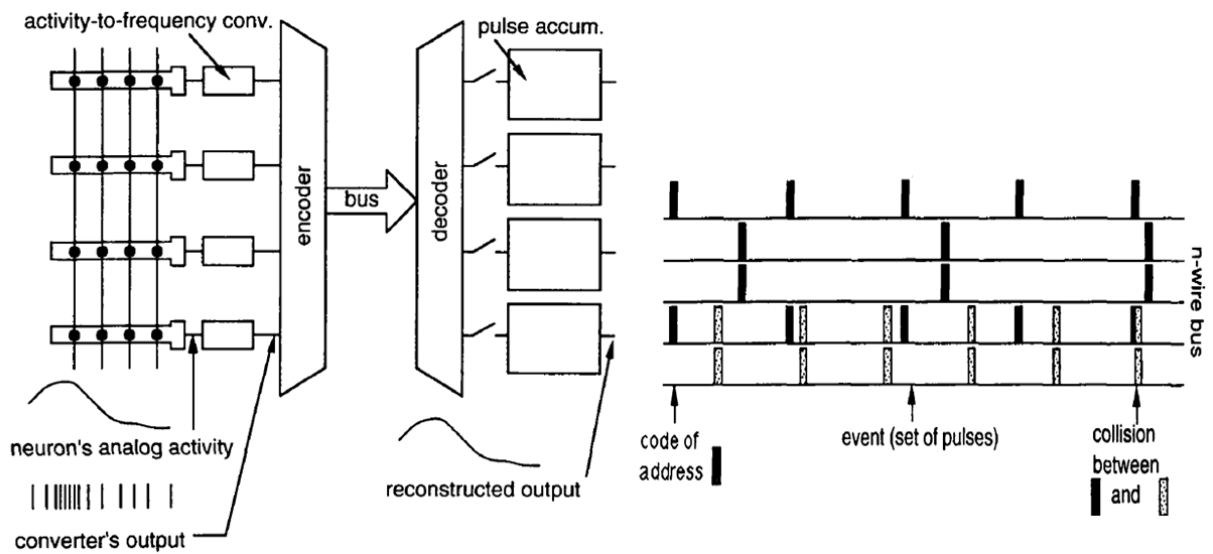 activity-to-frequency conv.
pulse accum.
encoder
bus
decoder
neuron's analog activity
converter's output
reconstructed output
n-wire bus
code of
address
event (set of pulses)
collision
between
and